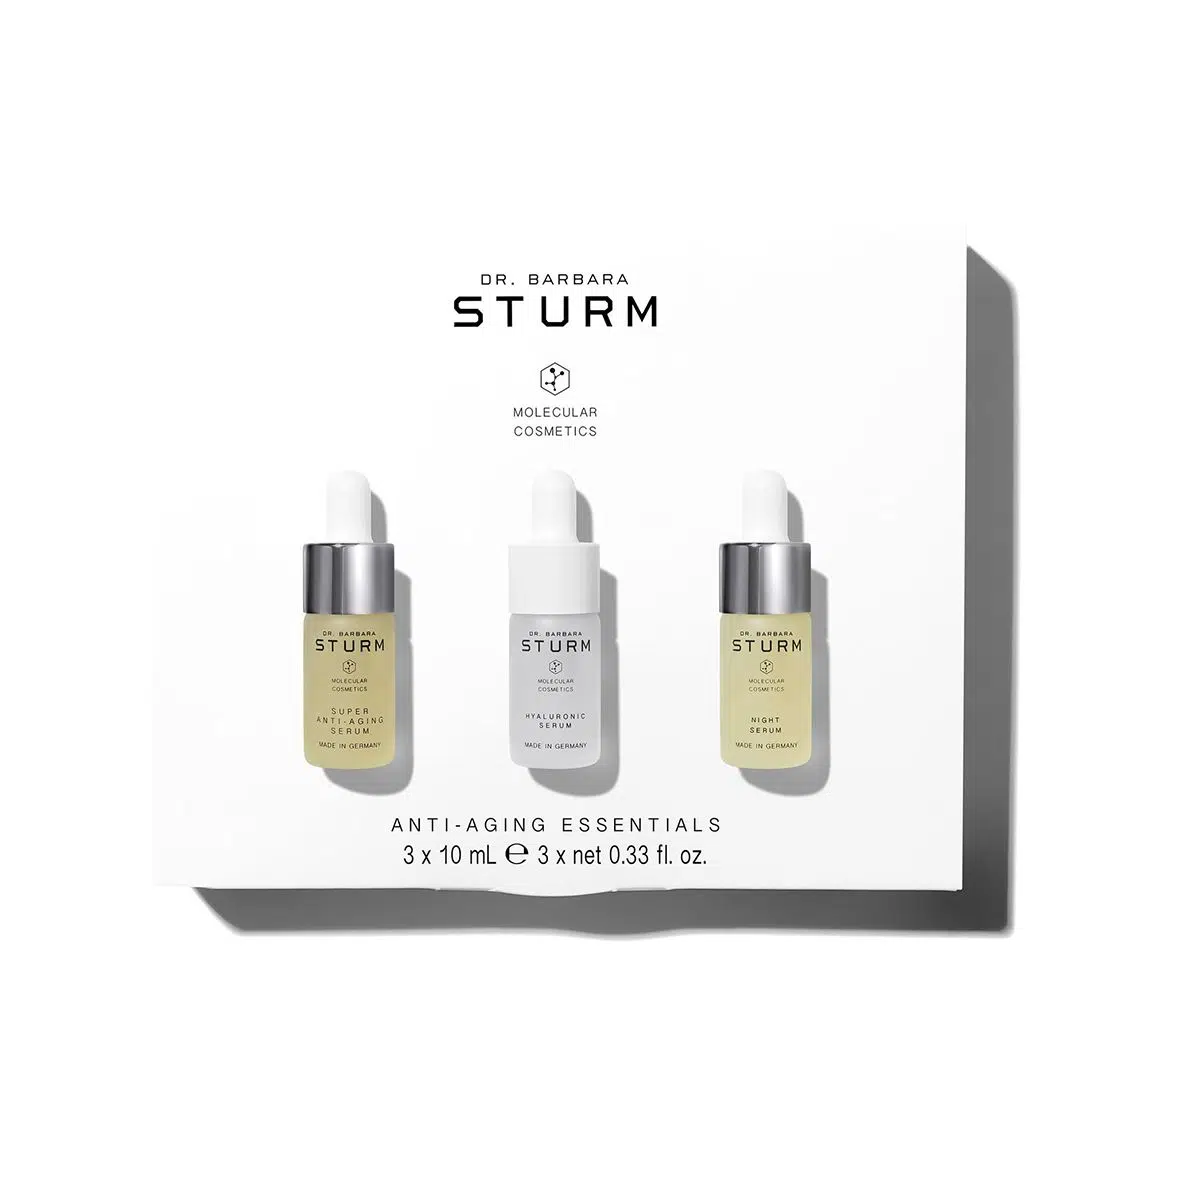 DR. BARBARA
STURM
MOLECULAR
COSMETICS
DR. BARBARA
STURM
MOLECULAR
COSMETICS
SUPER
ANTI-AGING
SERUM
MADE IN GERMANY
DR. BARBARA
STURM
MOLECULAR
COSMETICS
HYALURONIC
SERUM
MADE IN GERMANY
DR. BARBARA
STURM
MOLECULAR
COSMETICS
NIGHT
SERUM
MADE IN GERMANY
ANTI-AGING ESSENTIALS
3 x 10 mL ℮ 3 x net 0.33 fl. oz.